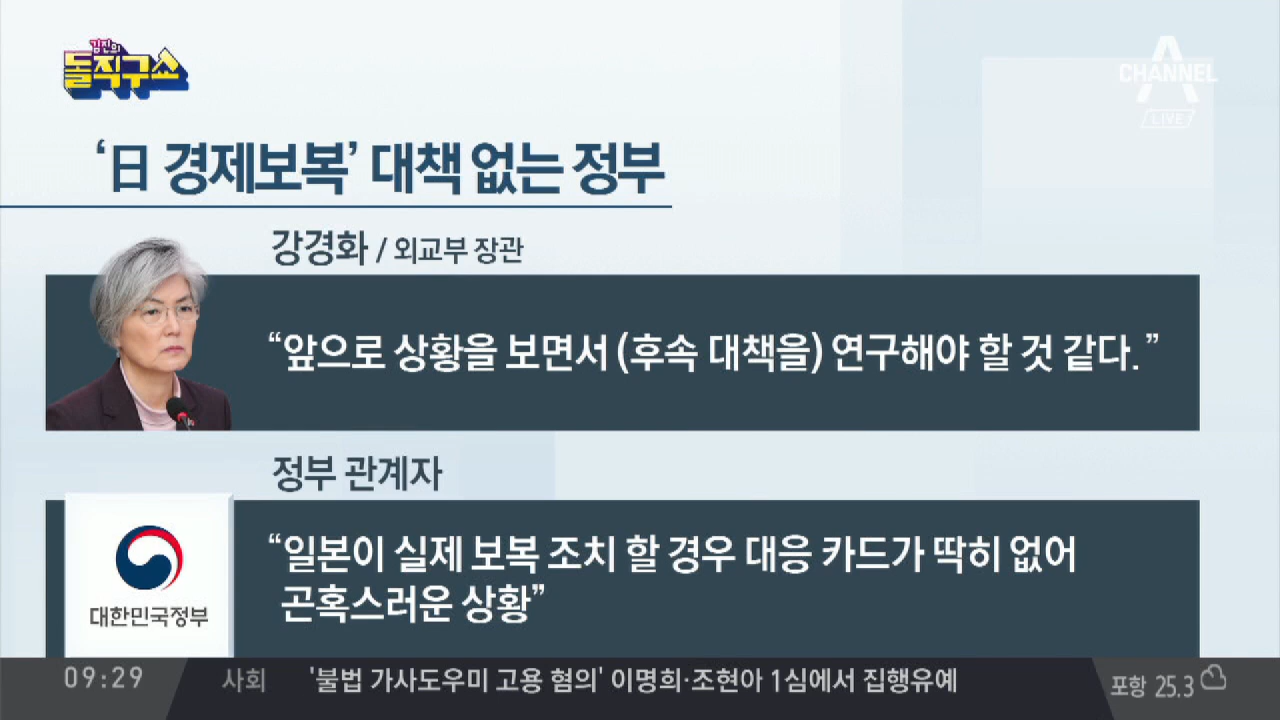 김진의
돌직구쇼
CHANNEL A
LIVE
‘日 경제보복’ 대책 없는 정부
강경화 / 외교부 장관
“앞으로 상황을 보면서 (후속 대책을) 연구해야 할 것 같다.”
정부 관계자
“일본이 실제 보복 조치 할 경우 대응 카드가 딱히 없어
곤혹스러운 상황”
대한민국정부
09:29 사회 '불법 가사도우미 고용 혐의' 이명희·조현아 1심에서 집행유예 포항 25.3